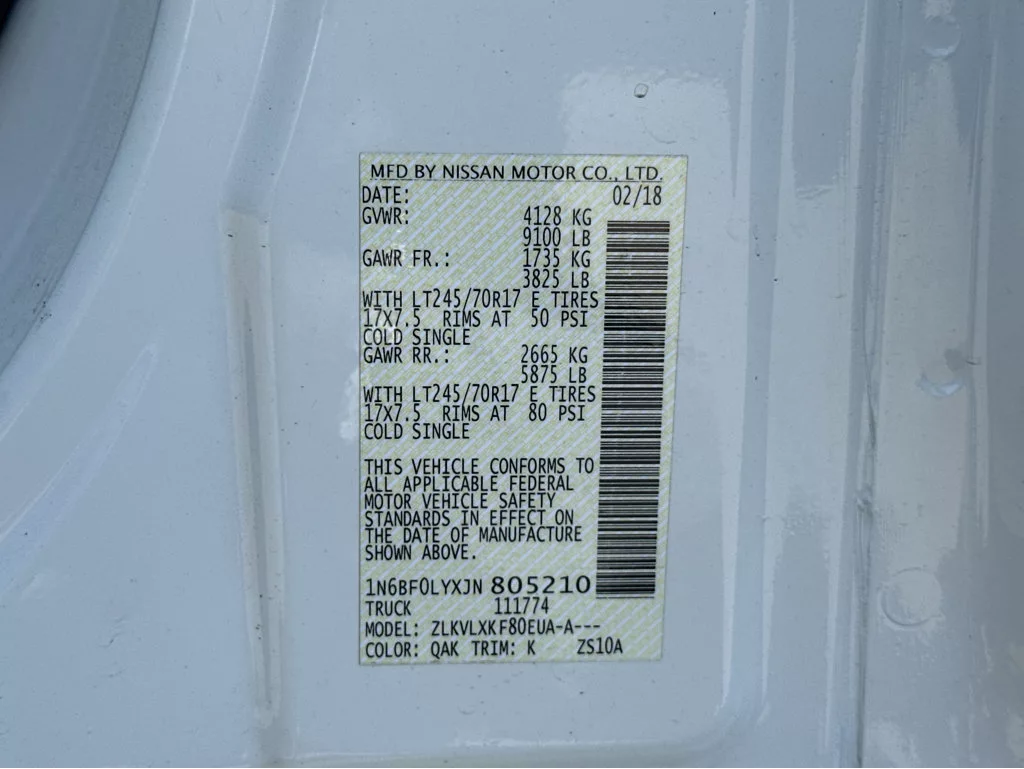 MFD BY NISSAN MOTOR CO., LTD.
DATE: 02/18
GVWR: 4128 KG
9100 LB
GAWR FR.: 1735 KG
3825 LB
WITH LT245/70R17 E TIRES
17X7.5 RIMS AT 50 PSI
COLD SINGLE
GAWR RR.: 2665 KG
5875 LB
WITH LT245/70R17 E TIRES
17X7.5 RIMS AT 80 PSI
COLD SINGLE
THIS VEHICLE CONFORMS TO
ALL APPLICABLE FEDERAL
MOTOR VEHICLE SAFETY
STANDARDS IN EFFECT ON
THE DATE OF MANUFACTURE
SHOWN ABOVE.
1N6BF0LYXJN 805210
TRUCK 111774
MODEL: ZLKVLXKF80EUA-A---
COLOR: QAK TRIM: K ZS10A